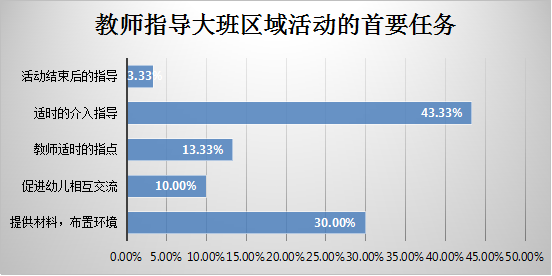 教师指导大班区域活动的首要任务
活动结束后的指导
3.33%
适时的介入指导
43.33%
教师适时的指点
13.33%
促进幼儿相互交流
10.00%
提供材料，布置环境
30.00%
0.00% 5.00% 10.00% 15.00% 20.00% 25.00% 30.00% 35.00% 40.00% 45.00% 50.00%